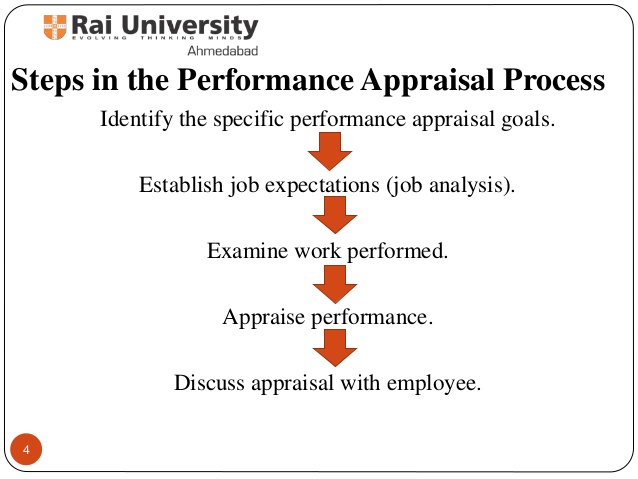 Rai University
EVOLVING THINKING MINDS
Ahmedabad
Steps in the Performance Appraisal Process
Identify the specific performance appraisal goals.
Establish job expectations (job analysis).
Examine work performed.
Appraise performance.
Discuss appraisal with employee.
4